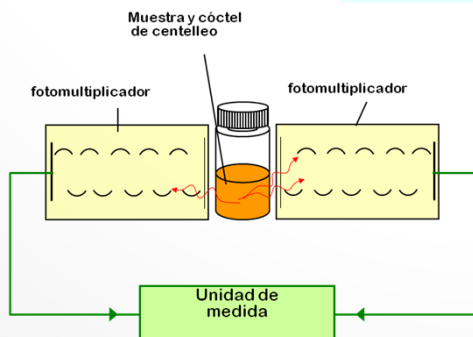 Muestra y cóctel
de centelleo
fotomultiplicador
fotomultiplicador
Unidad de
medida